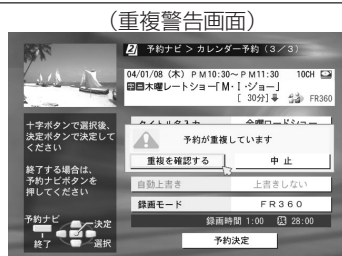 （重複警告画面）
予約ナビ > カレンダー予約（３／３）
04/01/08（木）ＰＭ10:30～ＰＭ11:30 10CH
木曜レートショー「Ｍ・Ｉ・ジョー」
[ 30分] FR360
十字ボタンで選択後、
決定ボタンで決定して
ください
終了する場合は、
予約ナビボタンを
押してください
予約が重複しています
重複を確認する 中 止
自動上書き 上書きしない
録画モード ＦＲ３６０
録画時間 1:00 残 28:00
予約決定
予約ナビ
決定
終了
選択